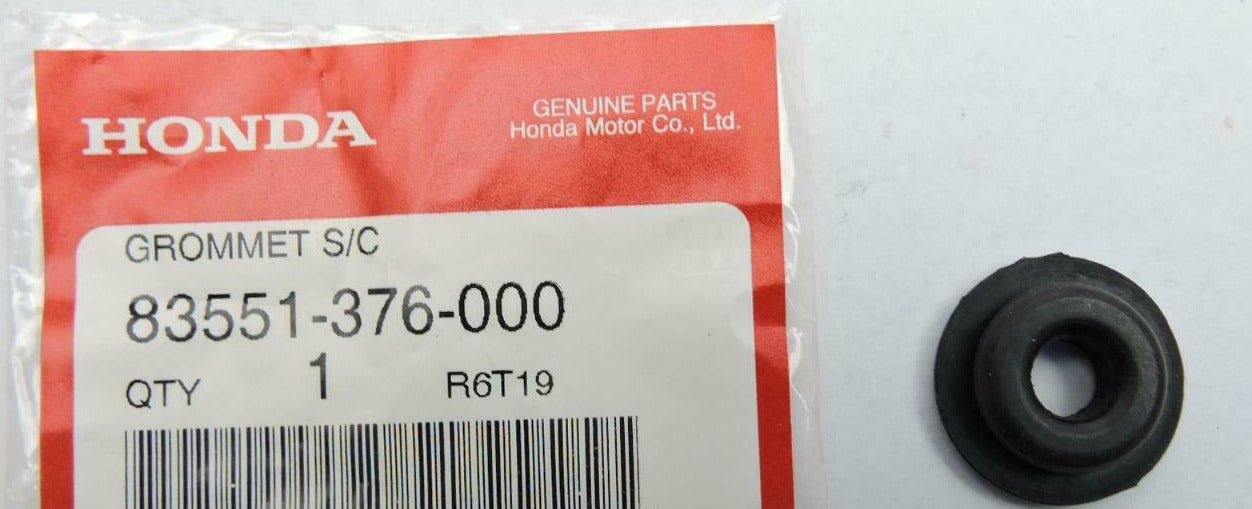 HONDA
GENUINE PARTS
Honda Motor Co., Ltd.
GROMMET S/C
83551-376-000
QTY 1 R6T19